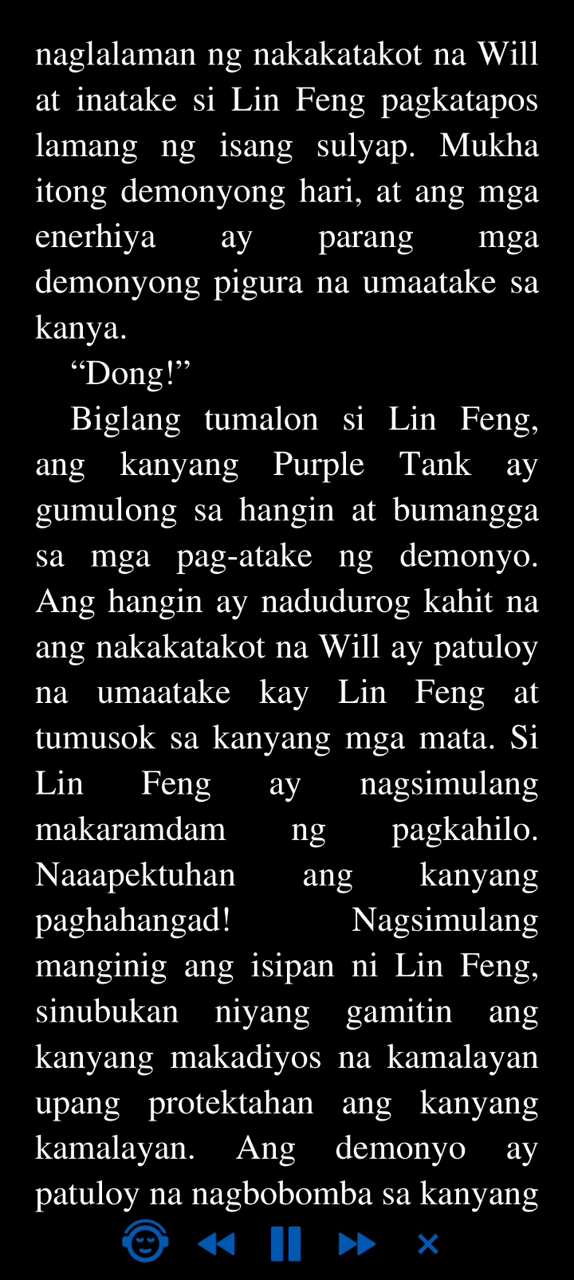 naglalaman ng nakakatakot na Will
at inatake si Lin Feng pagkatapos
lamang ng isang sulyap. Mukha
itong demonyong hari, at ang mga
enerhiya ay parang mga
demonyong pigura na umaatake sa
kanya.
“Dong!”
Biglang tumalon si Lin Feng,
ang kanyang Purple Tank ay
gumulong sa hangin at bumangga
sa mga pag-atake ng demonyo.
Ang hangin ay nadudurog kahit na
ang nakakatakot na Will ay patuloy
na umaatake kay Lin Feng at
tumusok sa kanyang mga mata. Si
Lin Feng ay nagsimulang
makaramdam ng pagkahilo.
Naaapektuhan ang kanyang
paghahangad! Nagsimulang
manginig ang isipan ni Lin Feng,
sinubukan niyang gamitin ang
kanyang makadiyos na kamalayan
upang protektahan ang kanyang
kamalayan. Ang demonyo ay
patuloy na nagbobomba sa kanyang